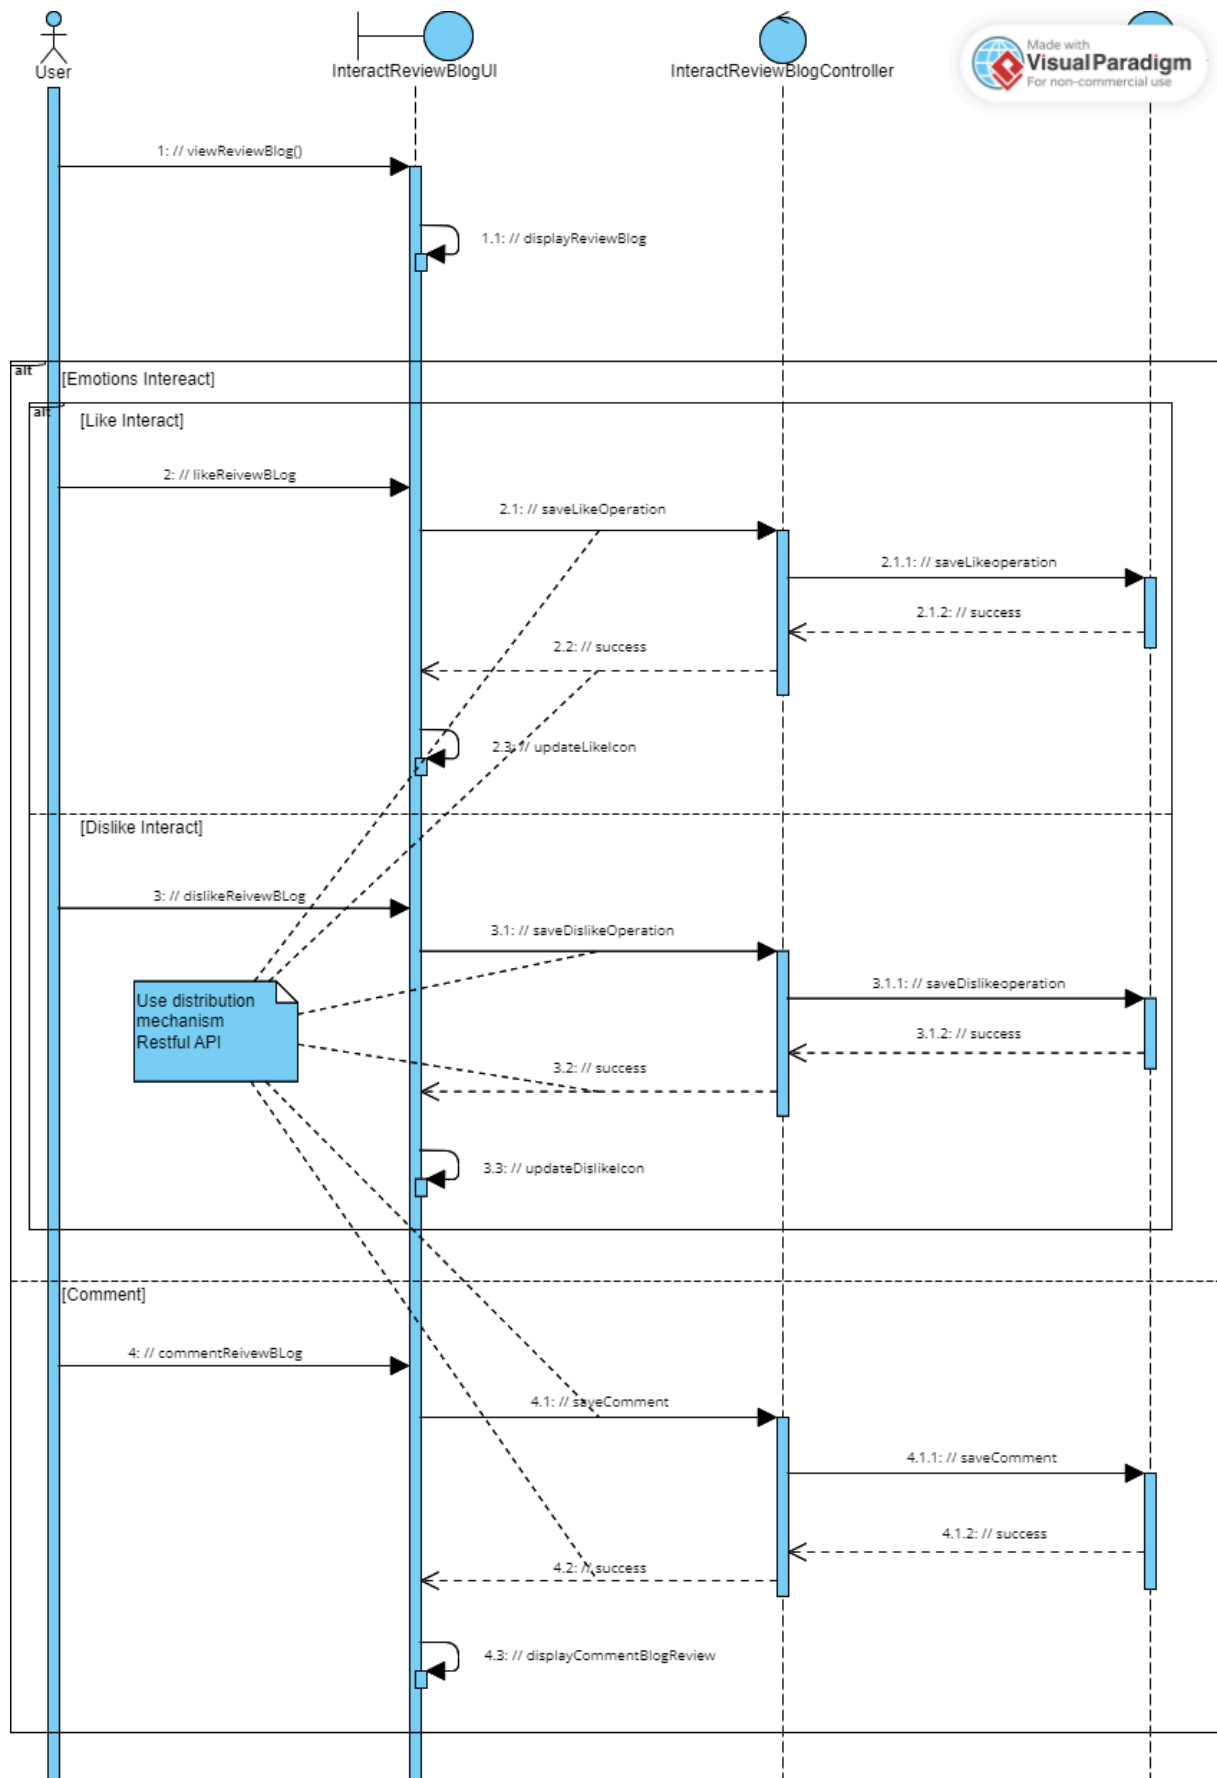 User
InteractReviewBlogUI
InteractReviewBlogController
Made with
Visual Paradigm
For non-commercial use
1: // viewReviewBlog()
1.1: // displayReviewBlog
alt
[Emotions Intereact]
alt
[Like Interact]
2: // likeReivewBLog
2.1: // saveLikeOperation
2.1.1: // saveLikeoperation
2.1.2: // success
2.2: // success
2.3: // updateLikeIcon
[Dislike Interact]
3: // dislikeReivewBLog
3.1: // saveDislikeOperation
3.1.1: // saveDislikeoperation
Use distribution
mechanism
Restful API
3.1.2: // success
3.2: // success
3.3: // updateDislikeIcon
[Comment]
4: // commentReivewBLog
4.1: // saveComment
4.1.1: // saveComment
4.1.2: // success
4.2: // success
4.3: // displayCommentBlogReview